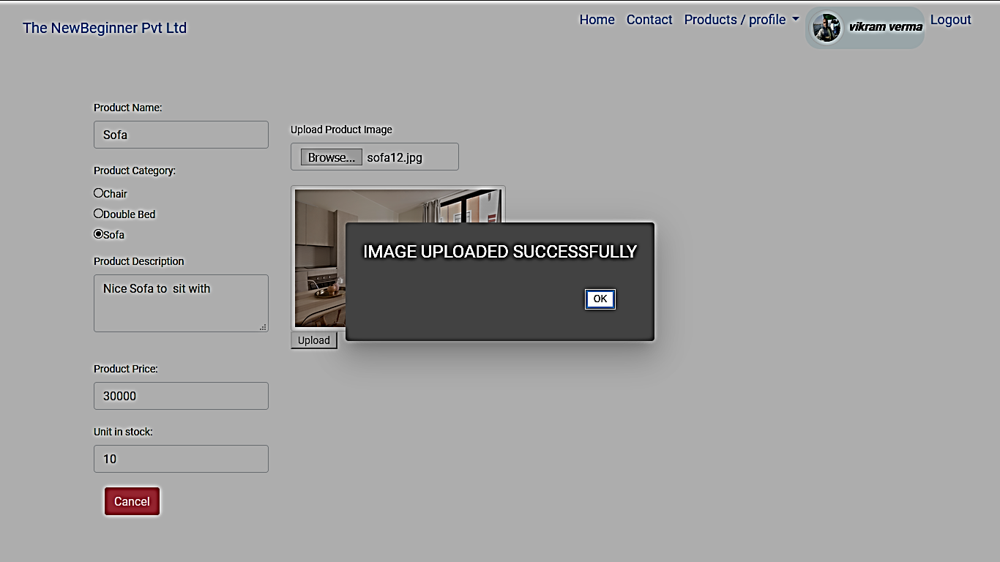 The NewBeginner Pvt Ltd
Home Contact Products / profile vikram verma Logout
Product Name:
Sofa
Product Category:
Chair
Double Bed
Sofa
Product Description
Nice Sofa to  sit with
Product Price:
30000
Unit in stock:
10
Cancel
Upload Product Image
Browse... sofa12.jpg
Upload
IMAGE UPLOADED SUCCESSFULLY
OK